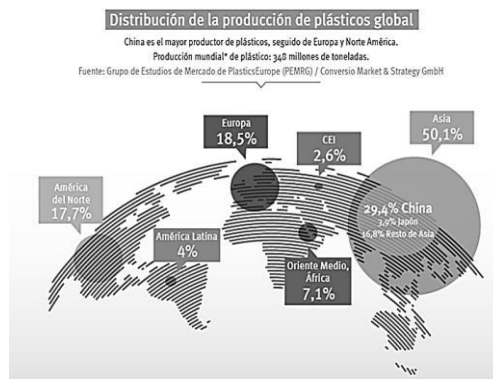 Distribución de la producción de plásticos global
China es el mayor productor de plásticos, seguido de Europa y Norte América.
Producción mundial* de plástico: 348 millones de toneladas.
Fuente: Grupo de Estudios de Mercado de PlasticsEurope (PEMRG) / Conversio Market & Strategy GmbH
Europa
18,5%
CEI
2,6%
Asia
50,1%
América
del Norte
17,7%
29,4% China
3,9% Japón
16,8% Resto de Asia
América Latina
4%
Oriente Medio,
África
7,1%